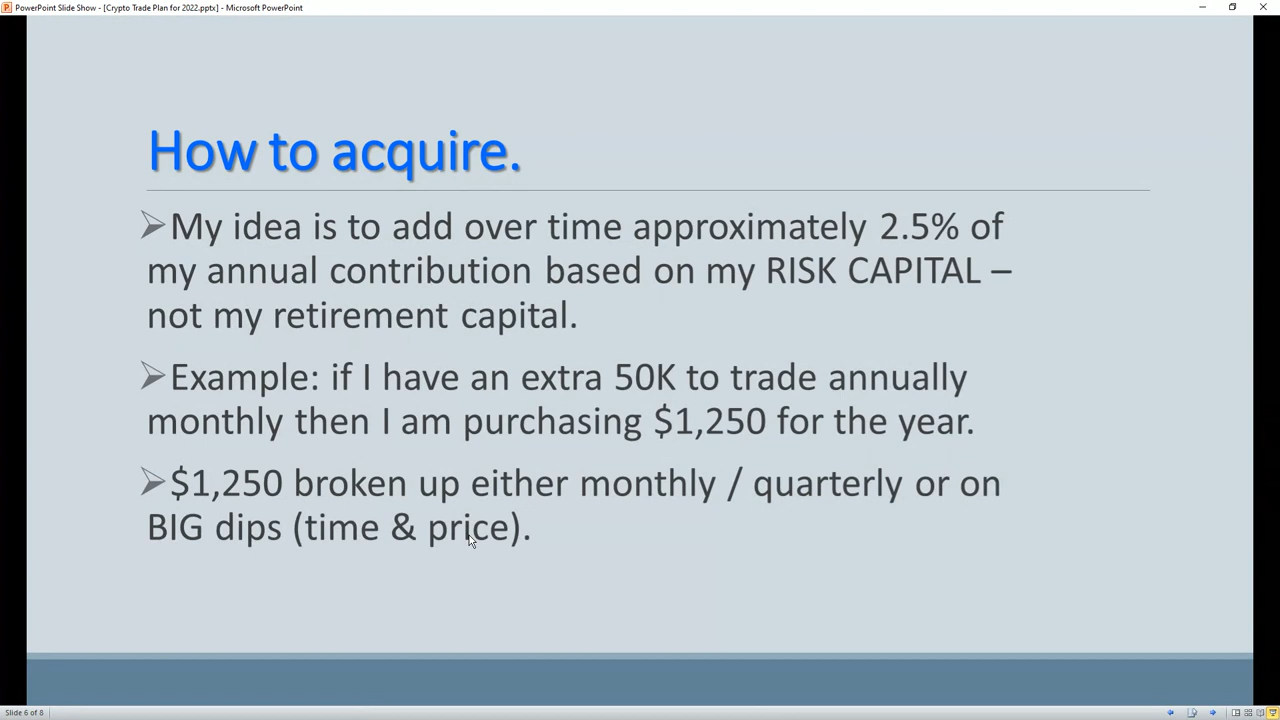 PowerPoint Slide Show - [Crypto Trade Plan for 2022.pptx] - Microsoft PowerPoint
How to acquire.
My idea is to add over time approximately 2.5% of
my annual contribution based on my RISK CAPITAL –
not my retirement capital.
Example: if I have an extra 50K to trade annually
monthly then I am purchasing $1,250 for the year.
$1,250 broken up either monthly / quarterly or on
BIG dips (time & price).
Slide 6 of 8